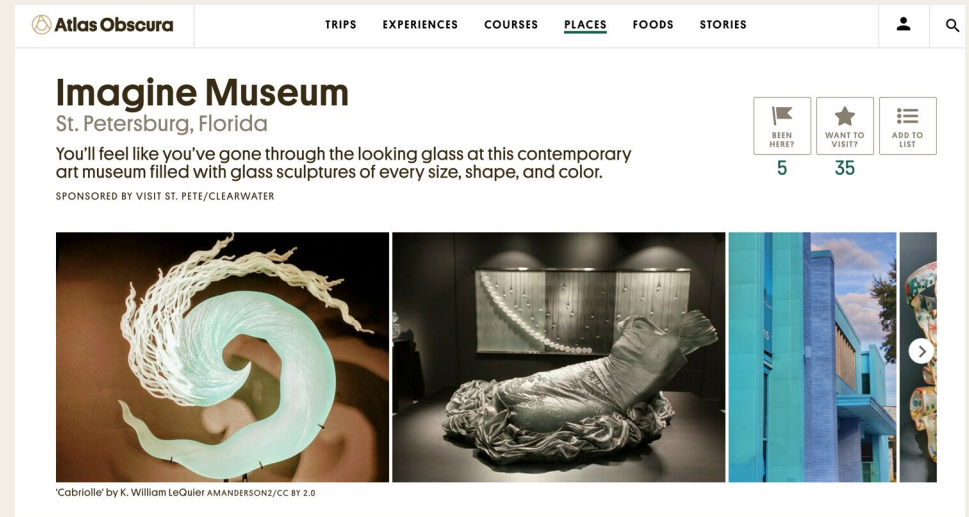 Atlas Obscura
TRIPS EXPERIENCES COURSES PLACES FOODS STORIES
Imagine Museum
St. Petersburg, Florida
You'll feel like you've gone through the looking glass at this contemporary
art museum filled with glass sculptures of every size, shape, and color.
SPONSORED BY VISIT ST. PETE/CLEARWATER
BEEN
HERE?
5
WANT TO
VISIT?
35
ADD TO
LIST
'Cabriolle' by K. William LeQuier AMANDERSON2/CC BY 2.0